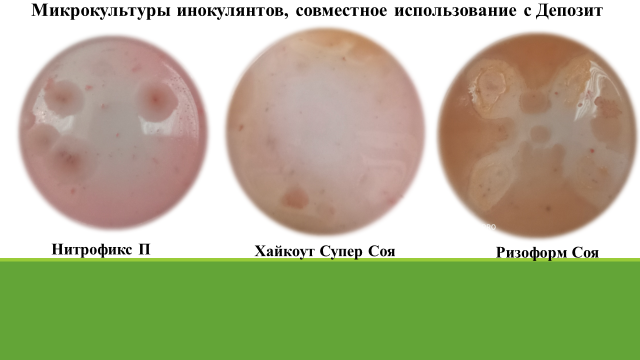 Микрокультуры инокулянтов, совместное использование с Депозит
Нитрофикс П
Хайкоут Супер Соя
Ризоформ Соя